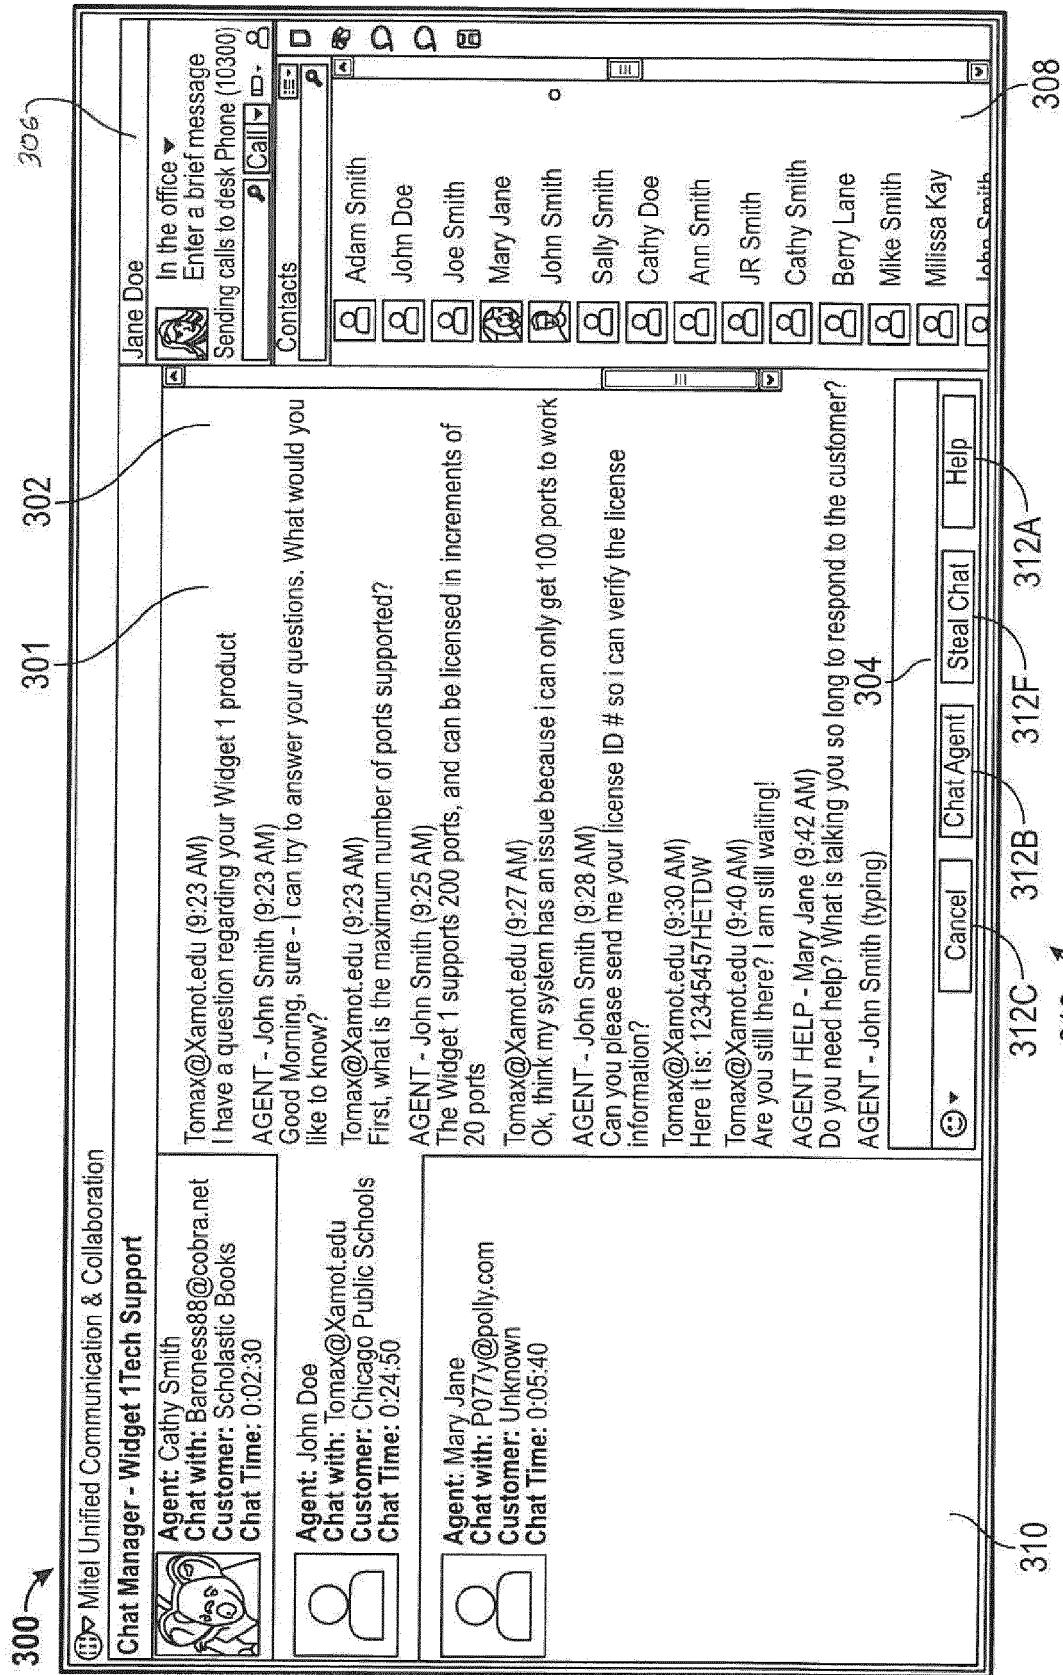 300
Mitel Unified Communication & Collaboration
Chat Manager - Widget 1Tech Support
Agent: Cathy Smith
Chat with: Baroness88@cobra.net
Customer: Scholastic Books
Chat Time: 0:02:30
Agent: John Doe
Chat with: Tomax@Xamot.edu
Customer: Chicago Public Schools
Chat Time: 0:24:50
Agent: Mary Jane
Chat with: P077y@polly.com
Customer: Unknown
Chat Time: 0:05:40
310
301
302
Tomax@Xamot.edu (9:23 AM)
I have a question regarding your Widget 1 product
AGENT - John Smith (9:23 AM)
Good Morning, sure - I can try to answer your questions. What would you
like to know?
Tomax@Xamot.edu (9:23 AM)
First, what is the maximum number of ports supported?
AGENT - John Smith (9:25 AM)
The Widget 1 supports 200 ports, and can be licensed in increments of
20 ports
Tomax@Xamot.edu (9:27 AM)
Ok, think my system has an issue because i can only get 100 ports to work
AGENT - John Smith (9:28 AM)
Can you please send me your license ID # so i can verify the license
information?
Tomax@Xamot.edu (9:30 AM)
Here it is: 12345457HETDW
Tomax@Xamot.edu (9:40 AM)
Are you still there? I am still waiting!
AGENT HELP - Mary Jane (9:42 AM)
Do you need help? What is talking you so long to respond to the customer?
AGENT - John Smith (typing)
304
Cancel
Chat Agent
Steal Chat
Help
312C
312B
312F
312A
306
Jane Doe
In the office
Enter a brief message
Sending calls to desk Phone (10300)
Call
Contacts
Adam Smith
John Doe
Joe Smith
Mary Jane
John Smith
Sally Smith
Cathy Doe
Ann Smith
JR Smith
Cathy Smith
Berry Lane
Mike Smith
Milissa Kay
John Smith
308